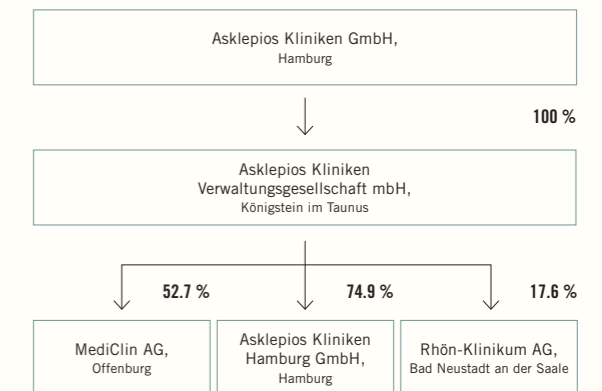 Asklepios Kliniken GmbH,
Hamburg
100 %
Asklepios Kliniken
Verwaltungsgesellschaft mbH,
Königstein im Taunus
52.7 %
74.9 %
17.6 %
MediClin AG,
Offenburg
Asklepios Kliniken
Hamburg GmbH,
Hamburg
Rhön-Klinikum AG,
Bad Neustadt an der Saale